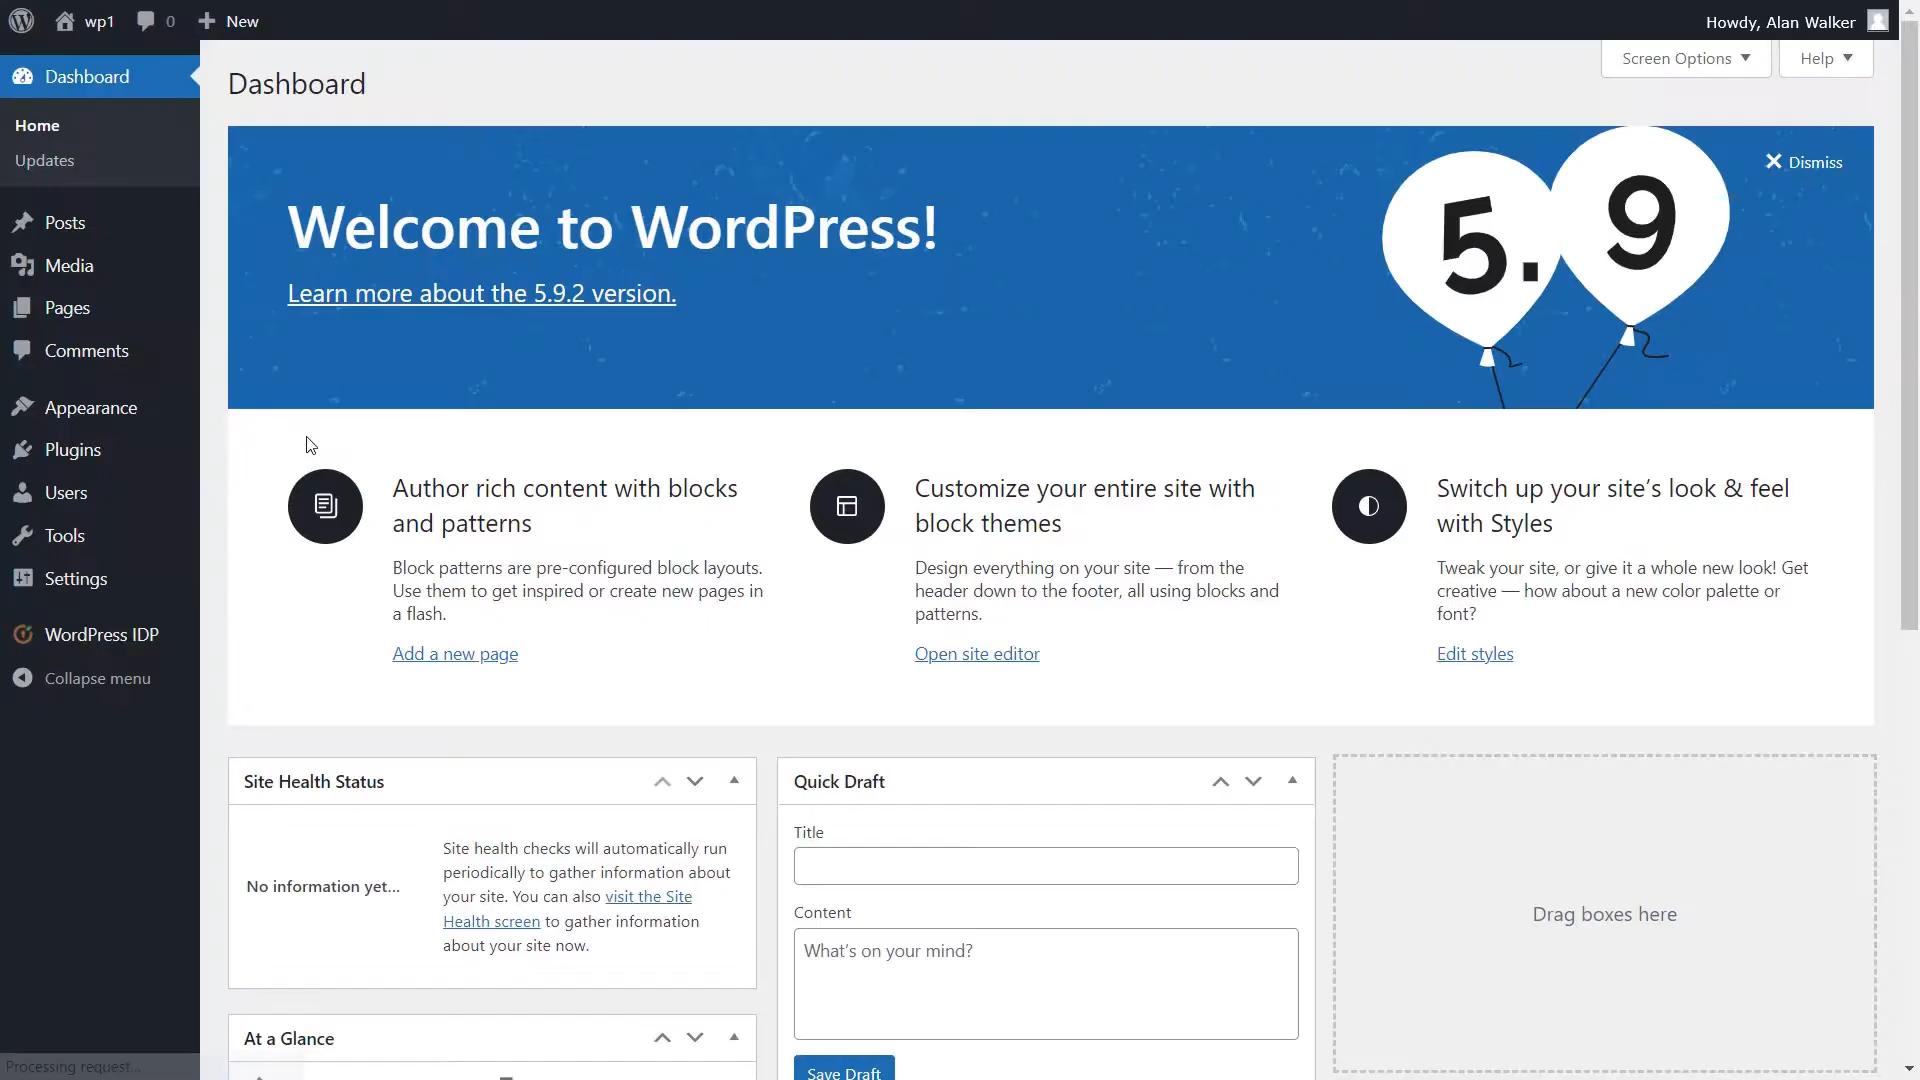 wp1
0
New
Howdy, Alan Walker
Dashboard
Home
Updates
Posts
Media
Pages
Comments
Appearance
Plugins
Users
Tools
Settings
WordPress IDP
Collapse menu
Processing request...
Dashboard
Screen Options
Help
Welcome to WordPress!
Learn more about the 5.9.2 version.
5.9
Dismiss
Author rich content with blocks
and patterns
Block patterns are pre-configured block layouts.
Use them to get inspired or create new pages in
a flash.
Add a new page
Customize your entire site with
block themes
Design everything on your site — from the
header down to the footer, all using blocks and
patterns.
Open site editor
Switch up your site’s look & feel
with Styles
Tweak your site, or give it a whole new look! Get
creative — how about a new color palette or
font?
Edit styles
Site Health Status
No information yet...
Site health checks will automatically run
periodically to gather information about
your site. You can also visit the Site
Health screen to gather information
about your site now.
At a Glance
Quick Draft
Title
Content
What’s on your mind?
Save Draft
Drag boxes here